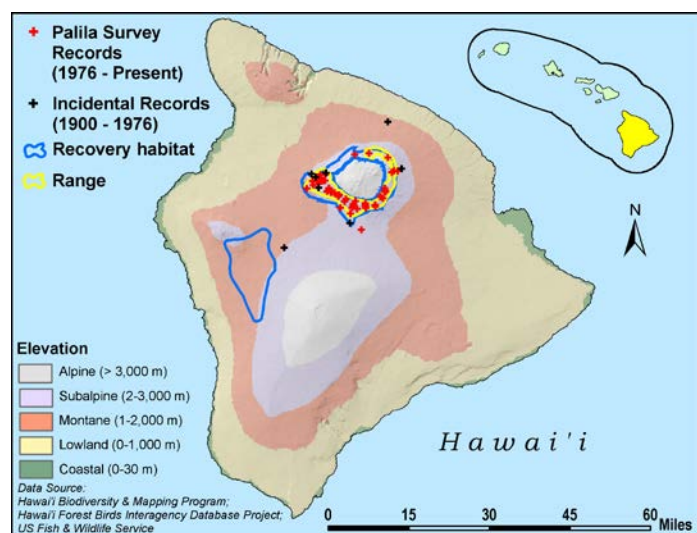 Palila Survey
Records
(1976 - Present)
Incidental Records
(1900 - 1976)
Recovery habitat
Range
N
Elevation
Alpine (> 3,000 m)
Subalpine (2-3,000 m)
Montane (1-2,000 m)
Lowland (0-1,000 m)
Coastal (0-30 m)
Data Source:
Hawai'i Biodiversity & Mapping Program;
Hawai'i Forest Birds Interagency Database Project;
US Fish & Wildlife Service
Hawai'i
0 15 30 45 60
Miles